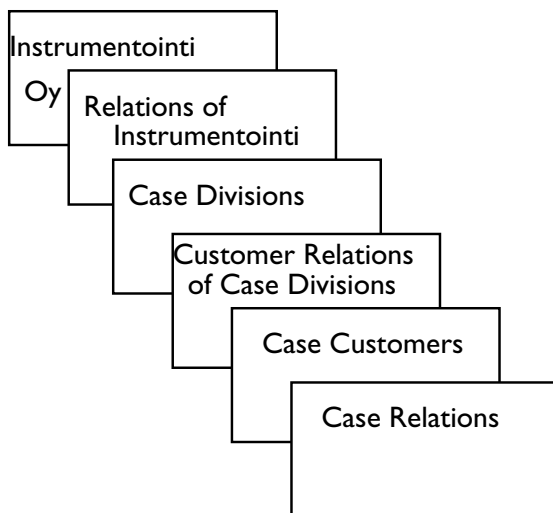 Instrumentointi
Oy
Relations of
Instrumentointi
Case Divisions
Customer Relations
of Case Divisions
Case Customers
Case Relations